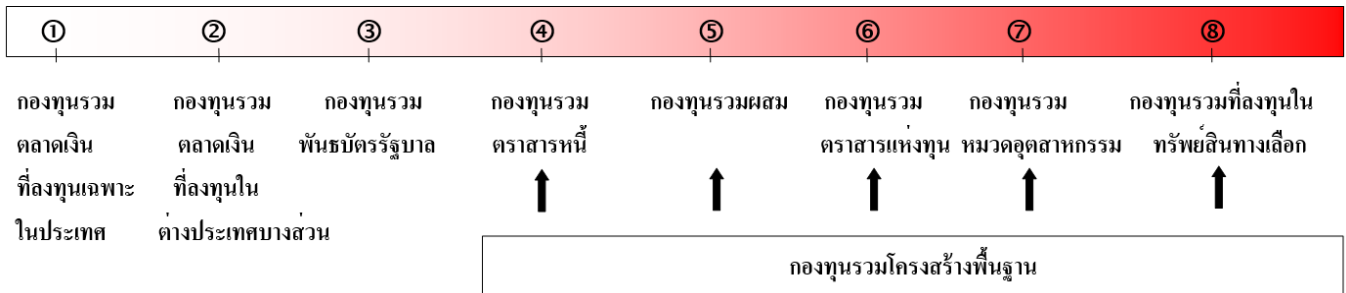 ① ② ③ ④ ⑤ ⑥ ⑦ ⑧
กองทุนรวม
ตลาดเงิน
ที่ลงทุนเฉพาะ
ในประเทศ
กองทุนรวม
ตลาดเงิน
ที่ลงทุนใน
ต่างประเทศบางส่วน
กองทุนรวม
พันธบัตรรัฐบาล
กองทุนรวม
ตราสารหนี้
กองทุนรวมผสม
กองทุนรวม
ตราสารแห่งทุน
กองทุนรวม
หมวดอุตสาหกรรม
กองทุนรวมที่ลงทุนใน
ทรัพย์สินทางเลือก
กองทุนรวมโครงสร้างพื้นฐาน